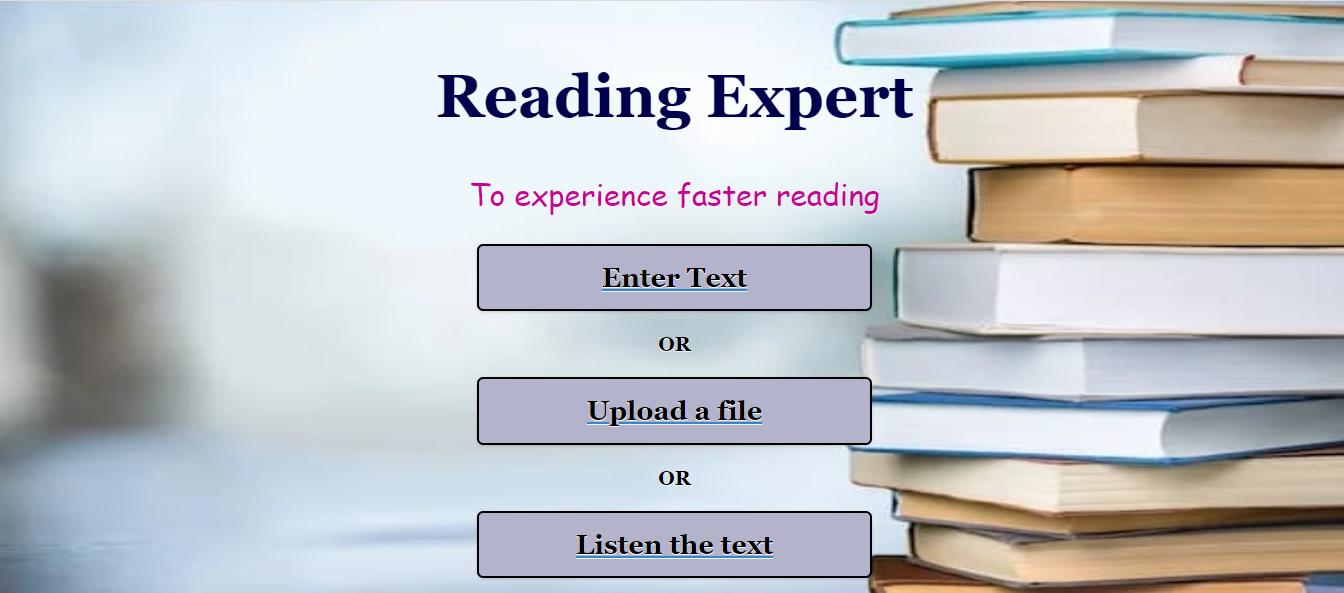 Reading Expert
To experience faster reading
Enter Text
OR
Upload a file
OR
Listen the text